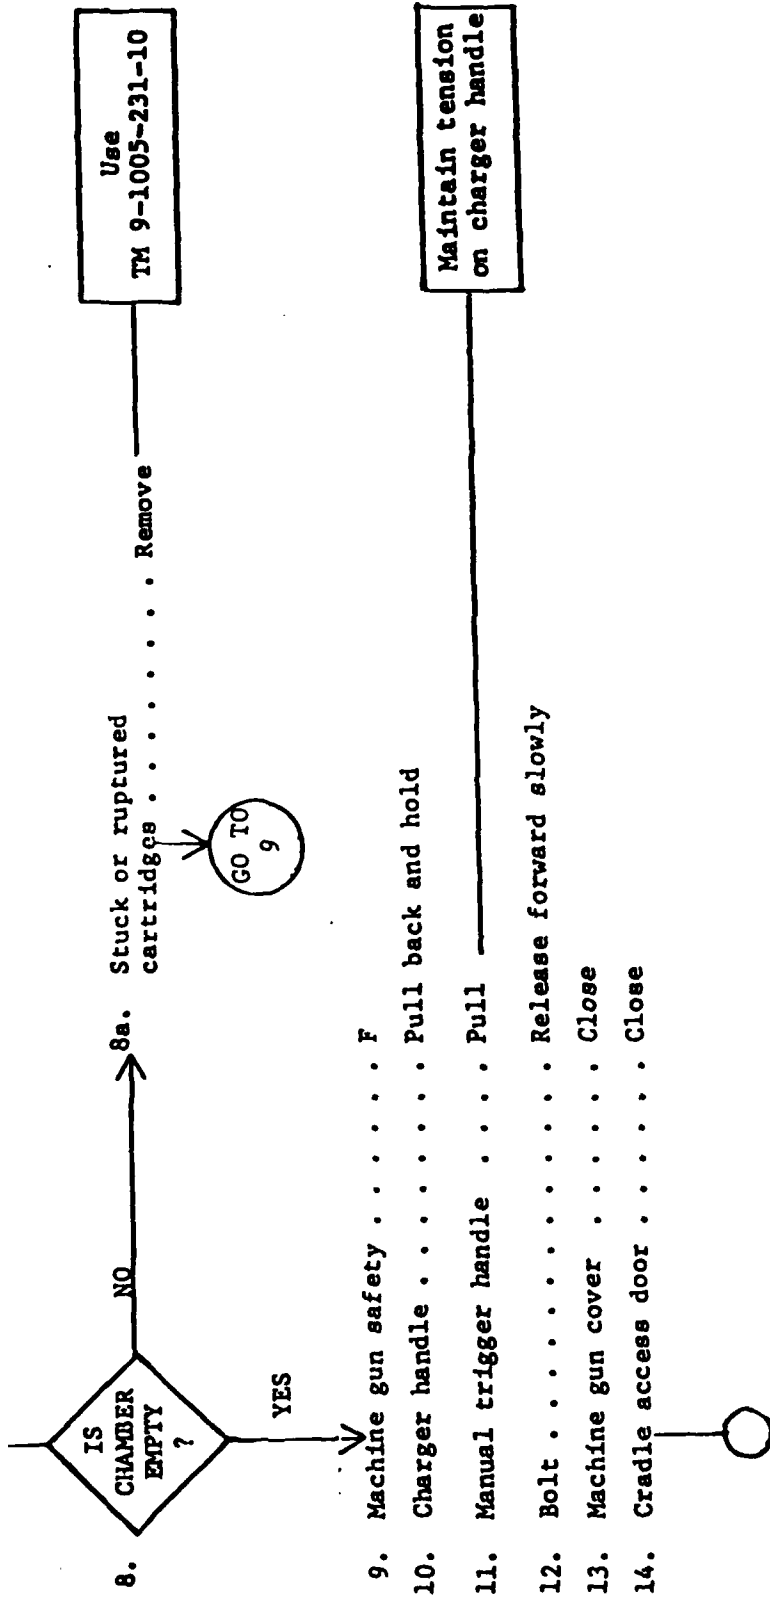 8.
IS
CHAMBER
EMPTY
?
NO
8a. Stuck or ruptured
cartridges . . . . . . . . . Remove
Use
TM 9-1005-231-10
GO TO
9
YES
9. Machine gun safety . . . . . . . F
10. Charger handle . . . . . . . . . Pull back and hold
11. Manual trigger handle . . . . . Pull
Maintain tension
on charger handle
12. Bolt . . . . . . . . . . . . . . Release forward slowly
13. Machine gun cover . . . . . . . Close
14. Cradle access door . . . . . . . Close